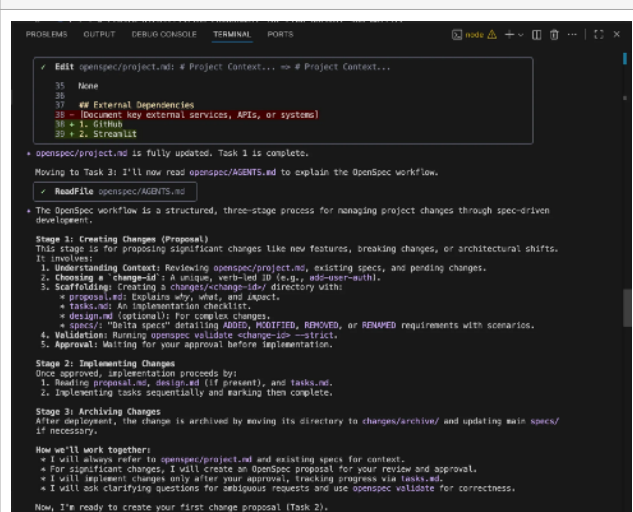 PROBLEMS OUTPUT DEBUG CONSOLE TERMINAL PORTS node
✓ Edit openspec/project.md: # Project Context... => # Project Context...
35 None
36
37 ## External Dependencies
38 - [Document key external services, APIs, or systems]
38 + 1. GitHub
39 + 2. Streamlit
openspec/project.md is fully updated. Task 1 is complete.
Moving to Task 3: I'll now read openspec/AGENTS.md to explain the OpenSpec workflow.
✓ ReadFile openspec/AGENTS.md
The OpenSpec workflow is a structured, three-stage process for managing project changes through spec-driven
development.
Stage 1: Creating Changes (Proposal)
This stage is for proposing significant changes like new features, breaking changes, or architectural shifts.
It involves:
1. Understanding Context: Reviewing openspec/project.md, existing specs, and pending changes.
2. Choosing a `change-id`: A unique, verb-led ID (e.g., add-user-auth).
3. Scaffolding: Creating a changes/<change-id>/ directory with:
* proposal.md: Explains why, what, and impact.
* tasks.md: An implementation checklist.
* design.md (optional): For complex changes.
* specs/: "Delta specs" detailing ADDED, MODIFIED, REMOVED, or RENAMED requirements with scenarios.
4. Validation: Running openspec validate <change-id> --strict.
5. Approval: Waiting for your approval before implementation.
Stage 2: Implementing Changes
Once approved, implementation proceeds by:
1. Reading proposal.md, design.md (if present), and tasks.md.
2. Implementing tasks sequentially and marking them complete.
Stage 3: Archiving Changes
After deployment, the change is archived by moving its directory to changes/archive/ and updating main specs/
if necessary.
How we'll work together:
* I will always refer to openspec/project.md and existing specs for context.
* For significant changes, I will create an OpenSpec proposal for your review and approval.
* I will implement changes only after your approval, tracking progress via tasks.md.
* I will ask clarifying questions for ambiguous requests and use openspec validate for correctness.
Now, I'm ready to create your first change proposal (Task 2).